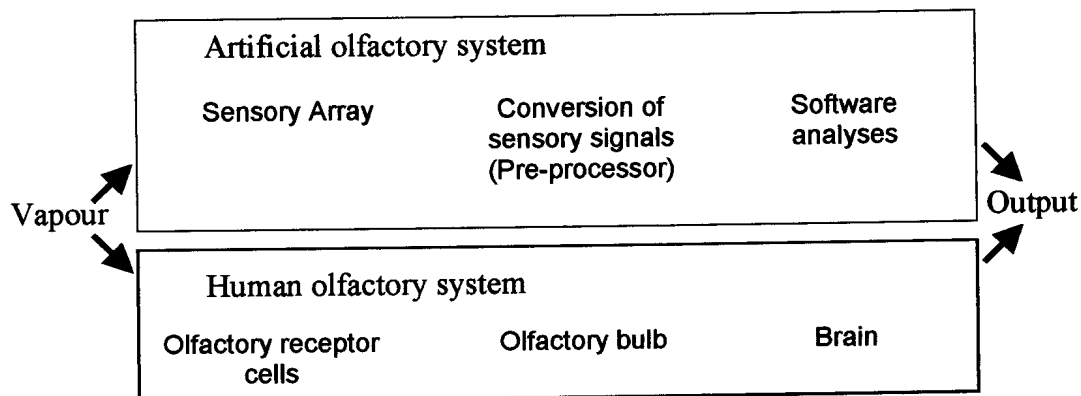 Artificial olfactory system
Sensory Array
Conversion of
sensory signals
(Pre-processor)
Software
analyses
Vapour
Output
Human olfactory system
Olfactory receptor
cells
Olfactory bulb
Brain